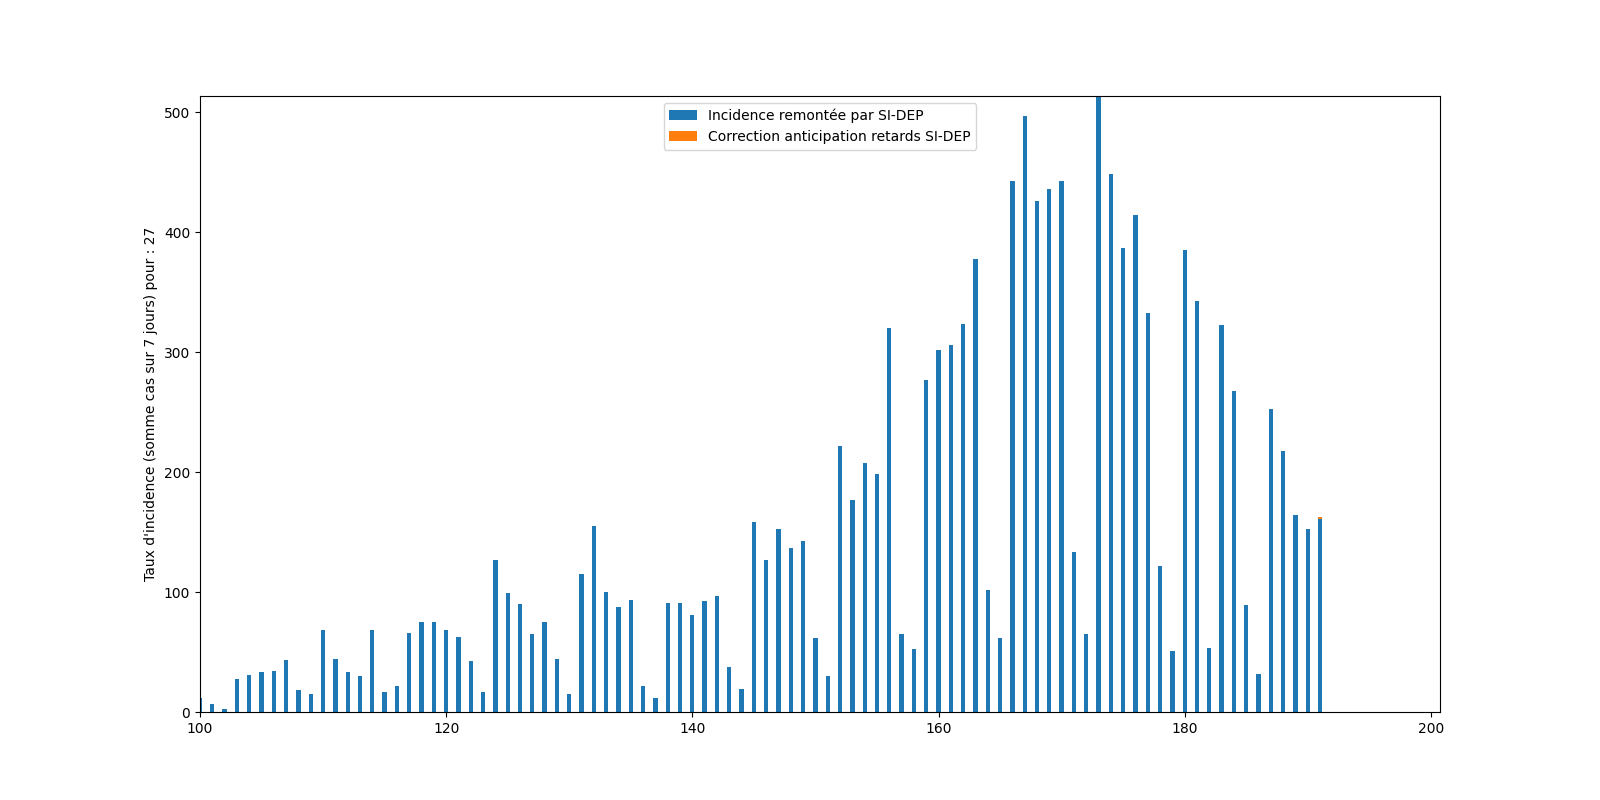 Incidence remontée par SI-DEP
Correction anticipation retards SI-DEP
Taux d'incidence (somme cas sur 7 jours) pour : 27
500
400
300
200
100
0
100 120 140 160 180 200